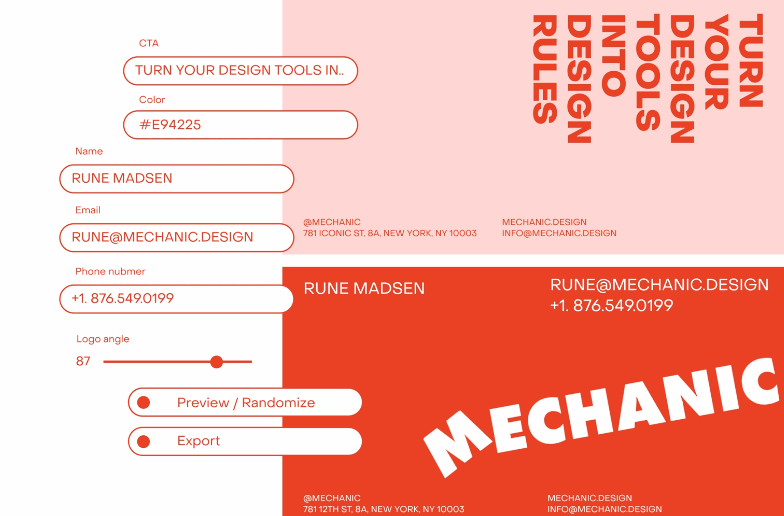 CTA
TURN YOUR DESIGN TOOLS IN..
Color
#E94225
Name
RUNE MADSEN
Email
RUNE@MECHANIC.DESIGN
Phone nubmer
+1. 876.549.0199
Logo angle
87
Preview / Randomize
Export
TURN
YOUR
DESIGN
TOOLS
INTO
DESIGN
RULES
@MECHANIC
781 ICONIC ST, 8A, NEW YORK, NY 10003
MECHANIC.DESIGN
INFO@MECHANIC.DESIGN
RUNE MADSEN
RUNE@MECHANIC.DESIGN
+1. 876.549.0199
MECHANIC
@MECHANIC
781 12TH ST, 8A, NEW YORK, NY 10003
MECHANIC.DESIGN
INFO@MECHANIC.DESIGN